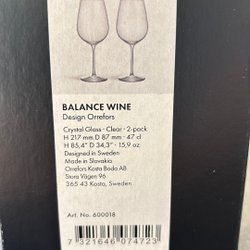 BALANCE WINE
Design Orrefors
Crystal Glass - Clear - 2-pack
H 217 mm D 87 mm - 47 cl
H 85,4" D 34,3" - 15,9 oz
Designed in Sweden
Made in Slovakia
Orrefors Kosta Boda AB
Stora Vägen 96
365 43 Kosta, Sweden
Art. No. 600018
7 321646 074723